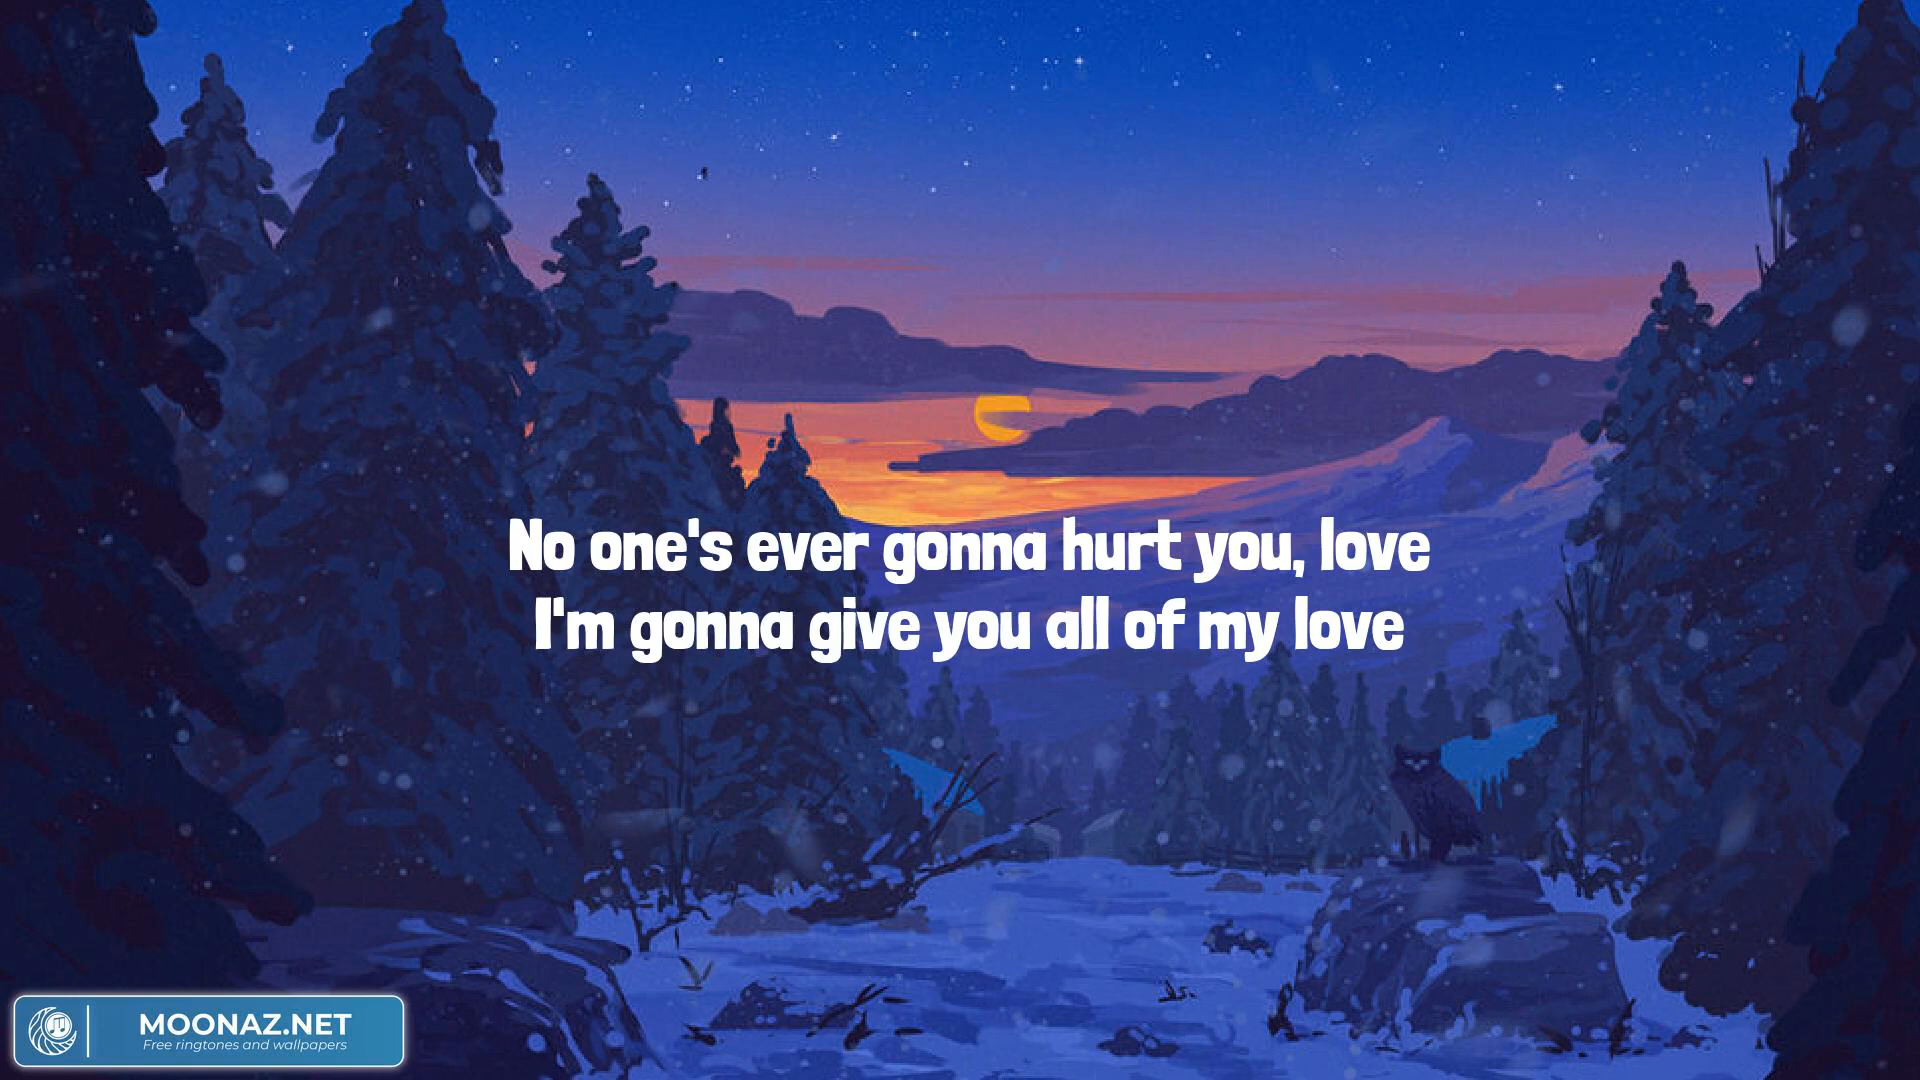 No one's ever gonna hurt you, love
I'm gonna give you all of my love
MOONAZ.NET
Free ringtones and wallpapers